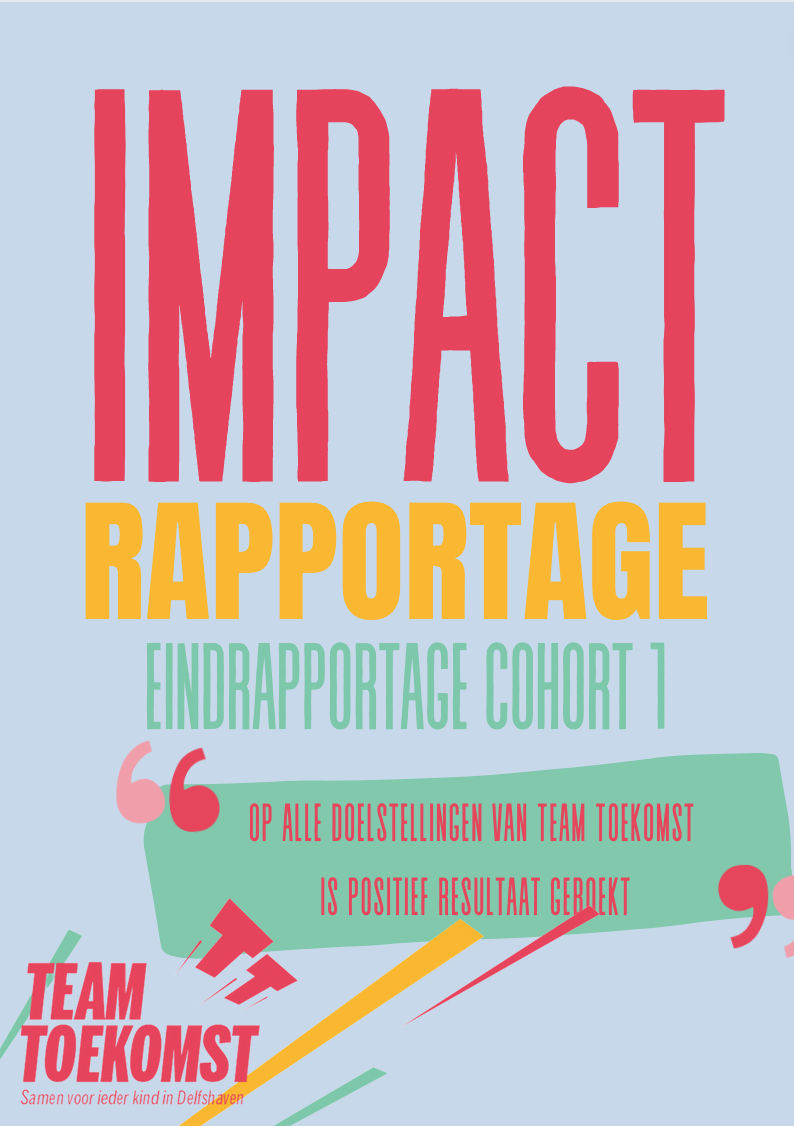 IMPACT
RAPPORTAGE
EINDRAPPORTAGE COHORT 1
“OP ALLE DOELSTELLINGEN VAN TEAM TOEKOMST
IS POSITIEF RESULTAAT GEBOEKT”
TT
TEAM
TOEKOMST
Samen voor ieder kind in Delfshaven